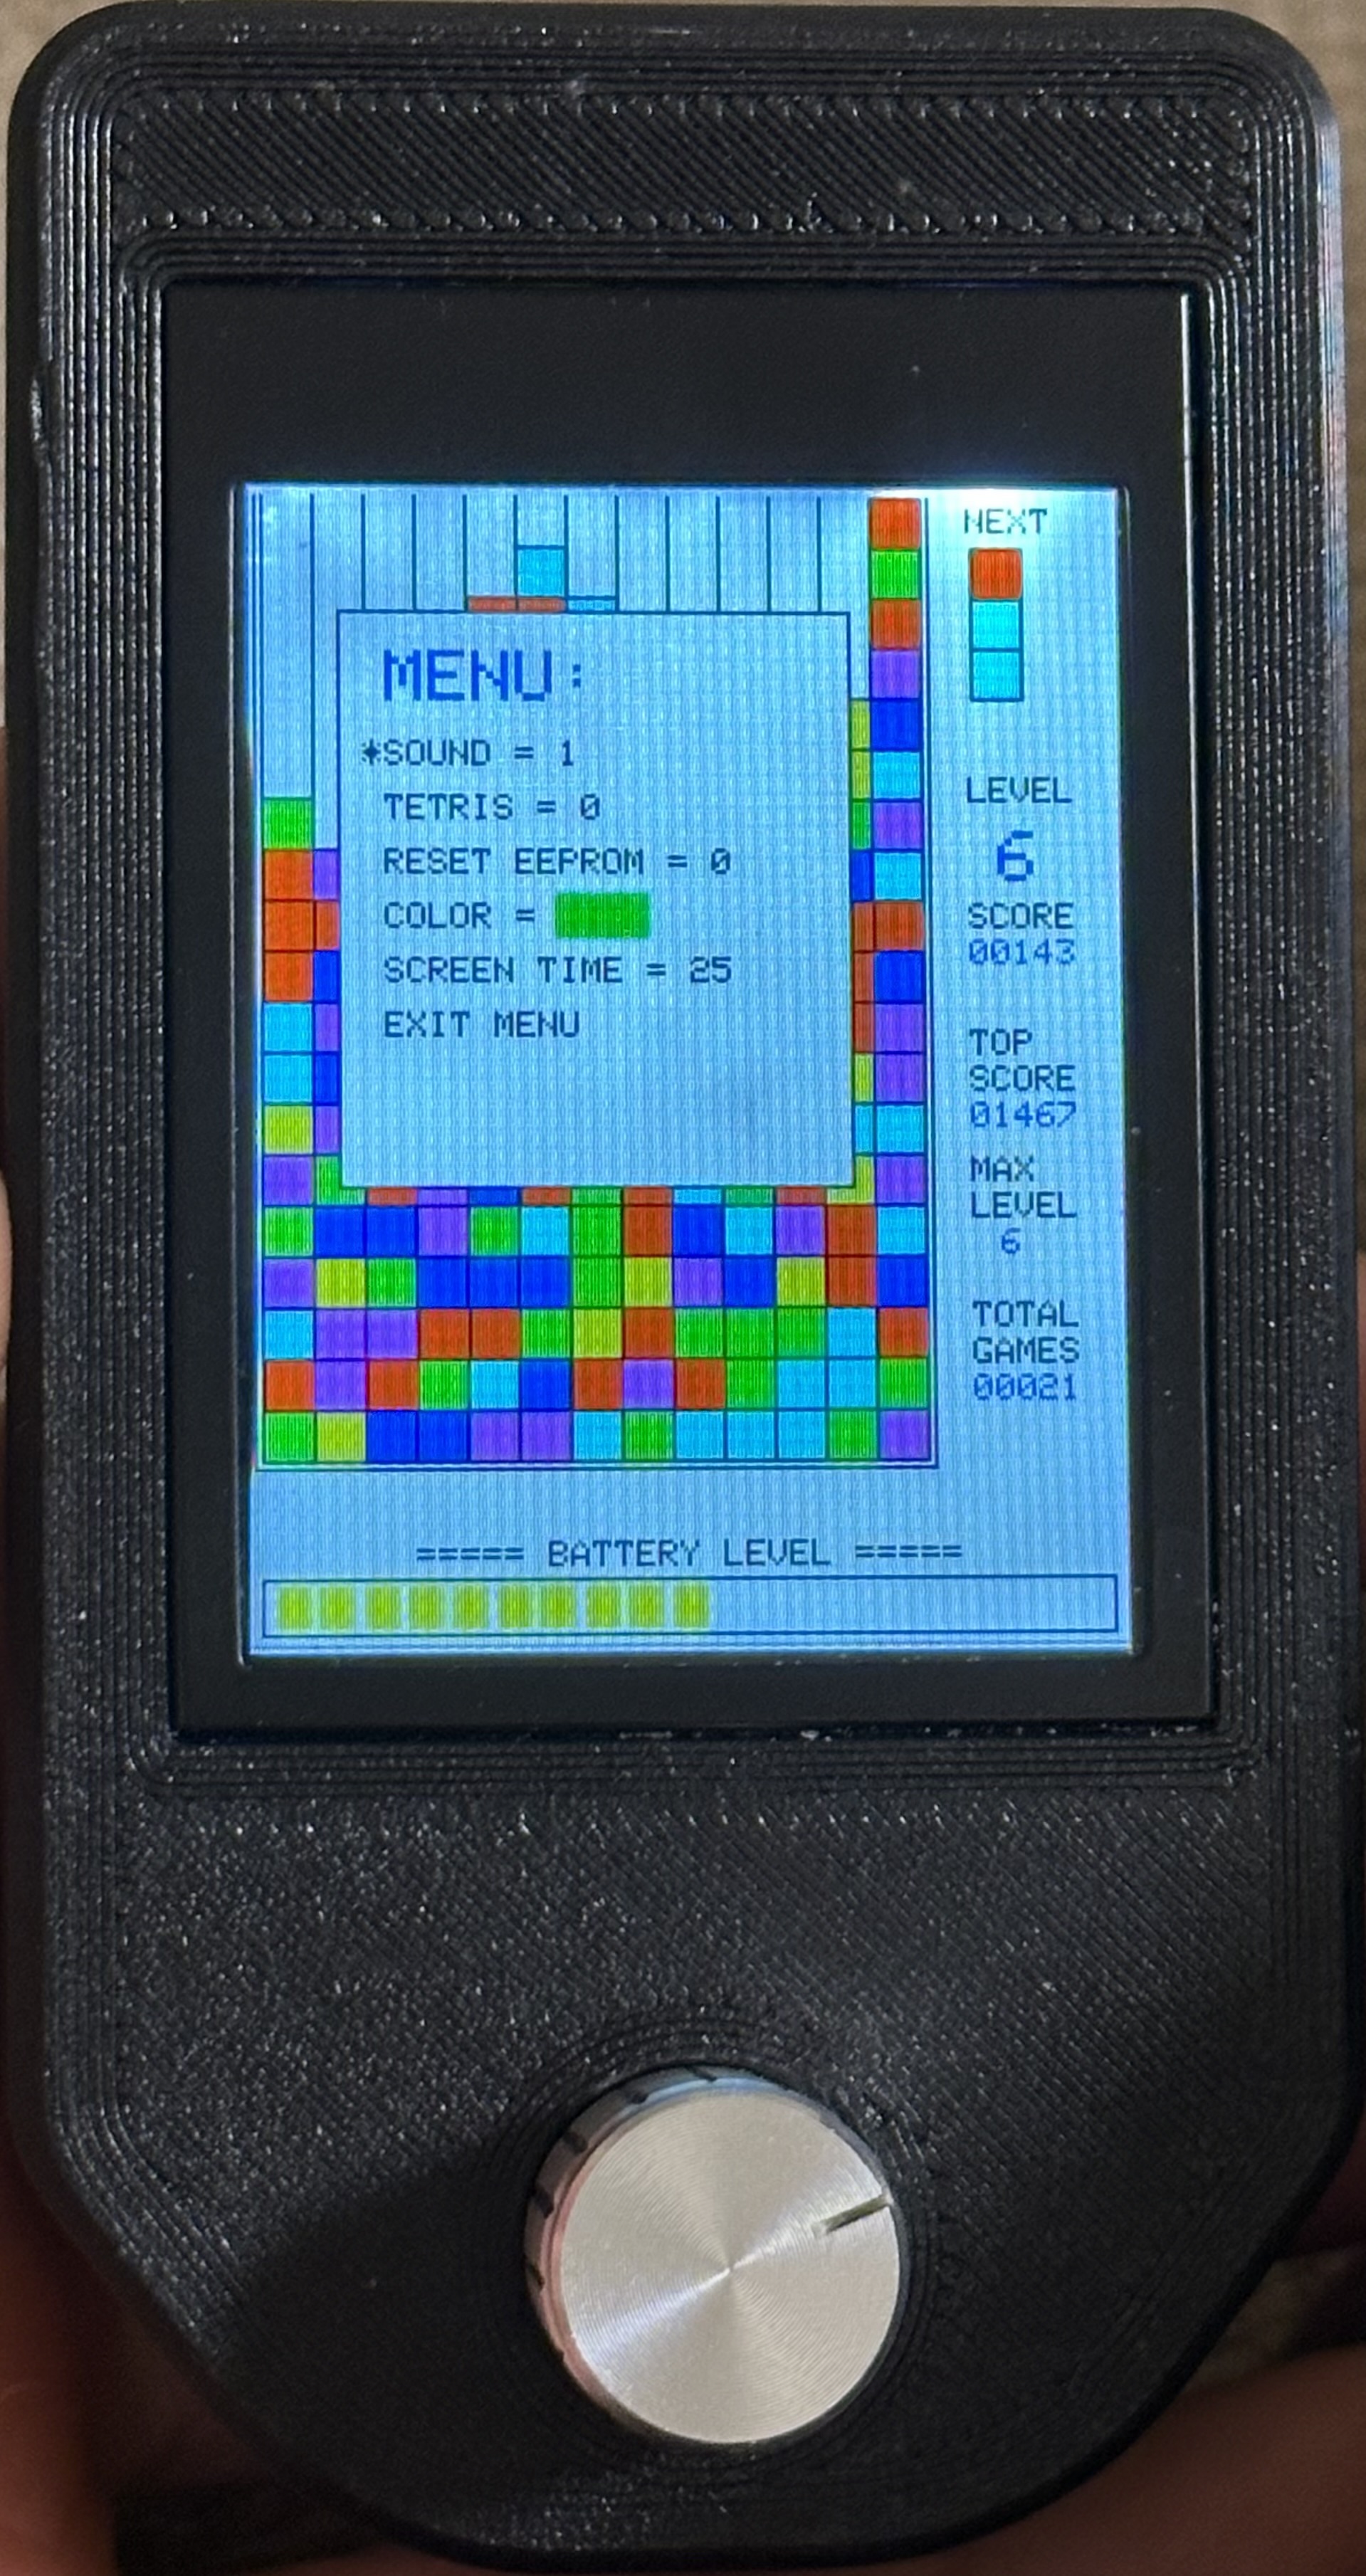 NEXT
MENU:
*SOUND = 1
TETRIS = 0
RESET EEPROM = 0
COLOR =
SCREEN TIME = 25
EXIT MENU
LEVEL
6
SCORE
00143
TOP
SCORE
01467
MAX
LEVEL
6
TOTAL
GAMES
00021
===== BATTERY LEVEL =====